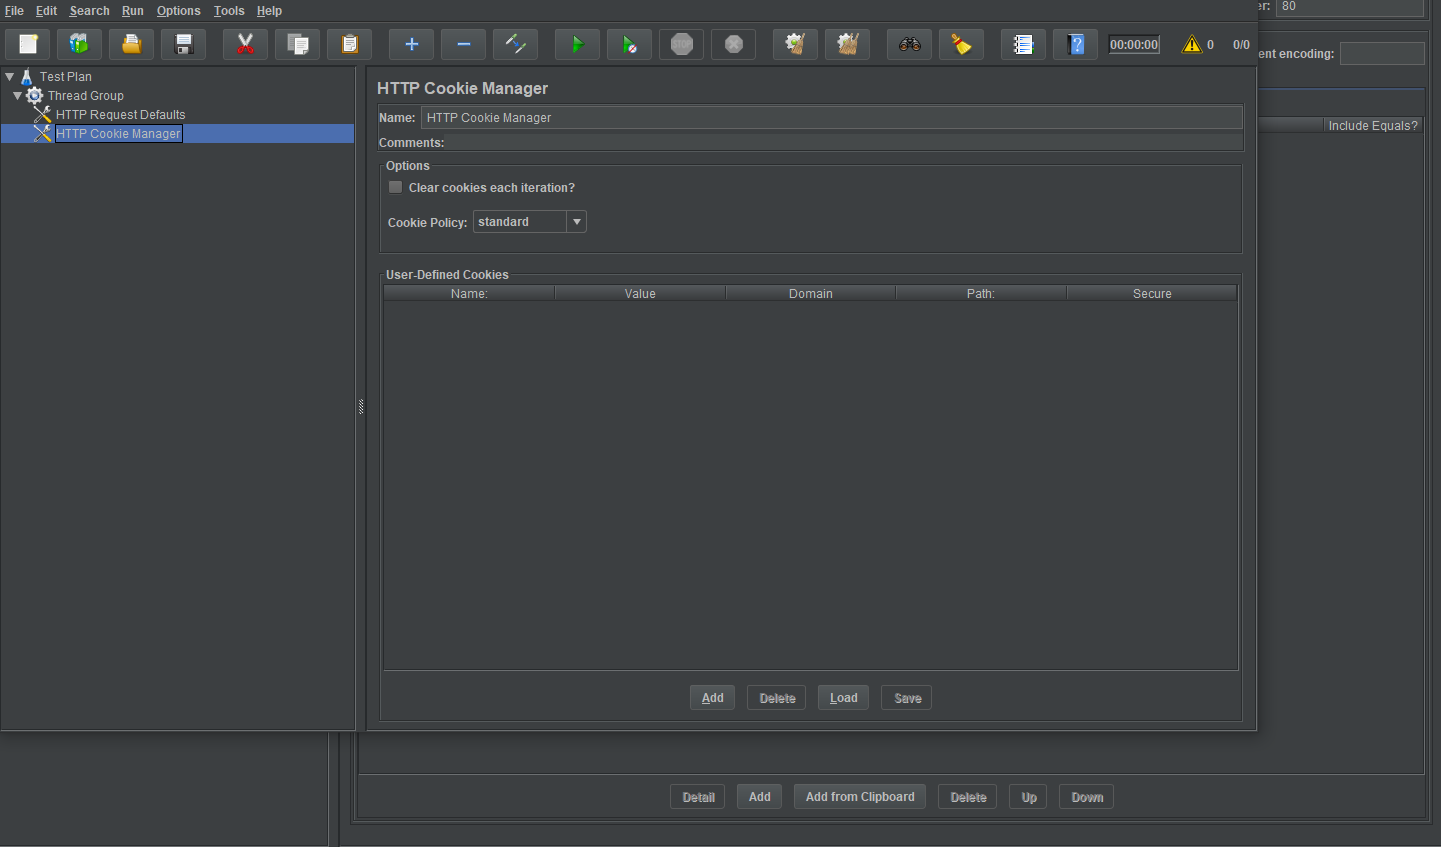 File Edit Search Run Options Tools Help
er: 80
STOP
00:00:00 0 0/0
ent encoding:
Test Plan
Thread Group
HTTP Request Defaults
HTTP Cookie Manager
HTTP Cookie Manager
Name: HTTP Cookie Manager
Comments:
Options
Clear cookies each iteration?
Cookie Policy: standard
User-Defined Cookies
Name: Value Domain Path: Secure
Include Equals?
Add Delete Load Save
Detail Add Add from Clipboard Delete Up Down